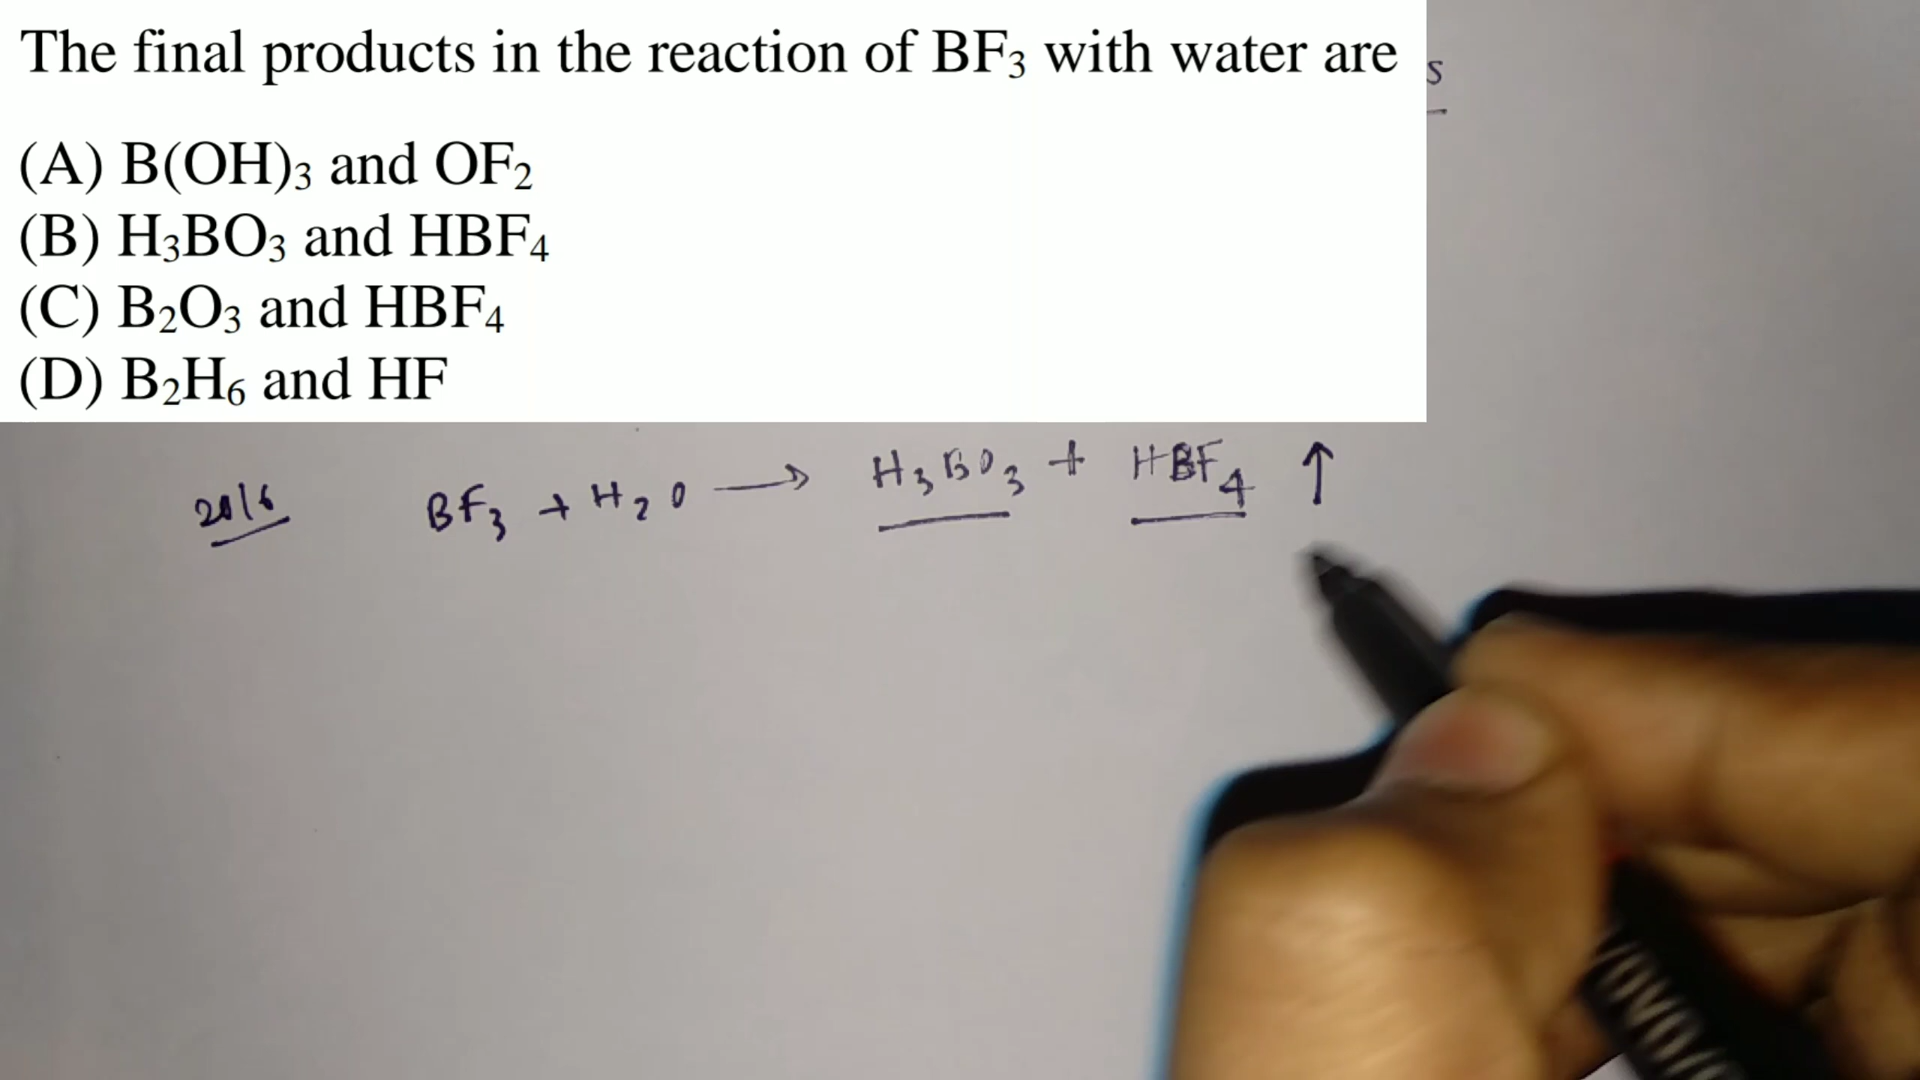 The final products in the reaction of BF₃ with water are
s
(A) B(OH)₃ and OF₂
(B) H₃BO₃ and HBF₄
(C) B₂O₃ and HBF₄
(D) B₂H₆ and HF
2016 BF₃ + H₂O → H₃BO₃ + HBF₄ ↑